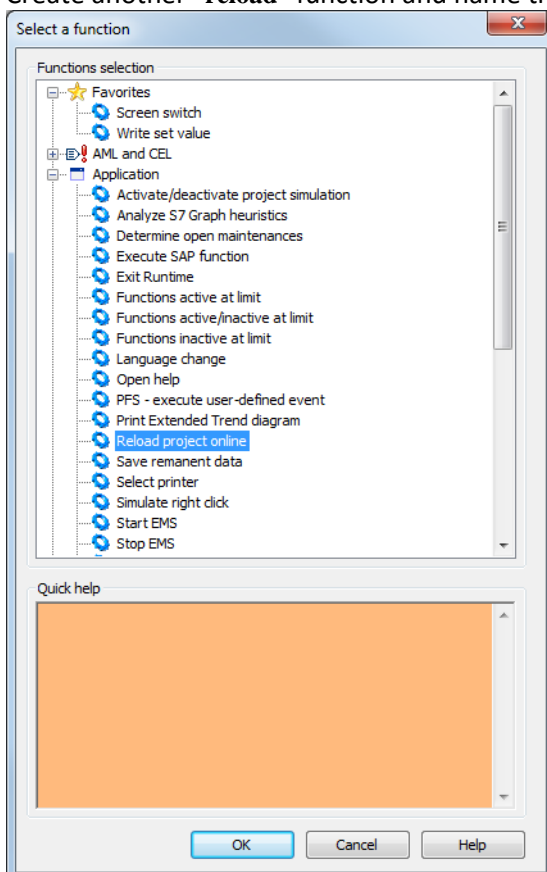 Create another "reload" function and name th
Select a function
Functions selection
Favorites
Screen switch
Write set value
AML and CEL
Application
Activate/deactivate project simulation
Analyze S7 Graph heuristics
Determine open maintenances
Execute SAP function
Exit Runtime
Functions active at limit
Functions active/inactive at limit
Functions inactive at limit
Language change
Open help
PFS - execute user-defined event
Print Extended Trend diagram
Reload project online
Save remanent data
Select printer
Simulate right click
Start EMS
Stop EMS
Quick help
OK Cancel Help